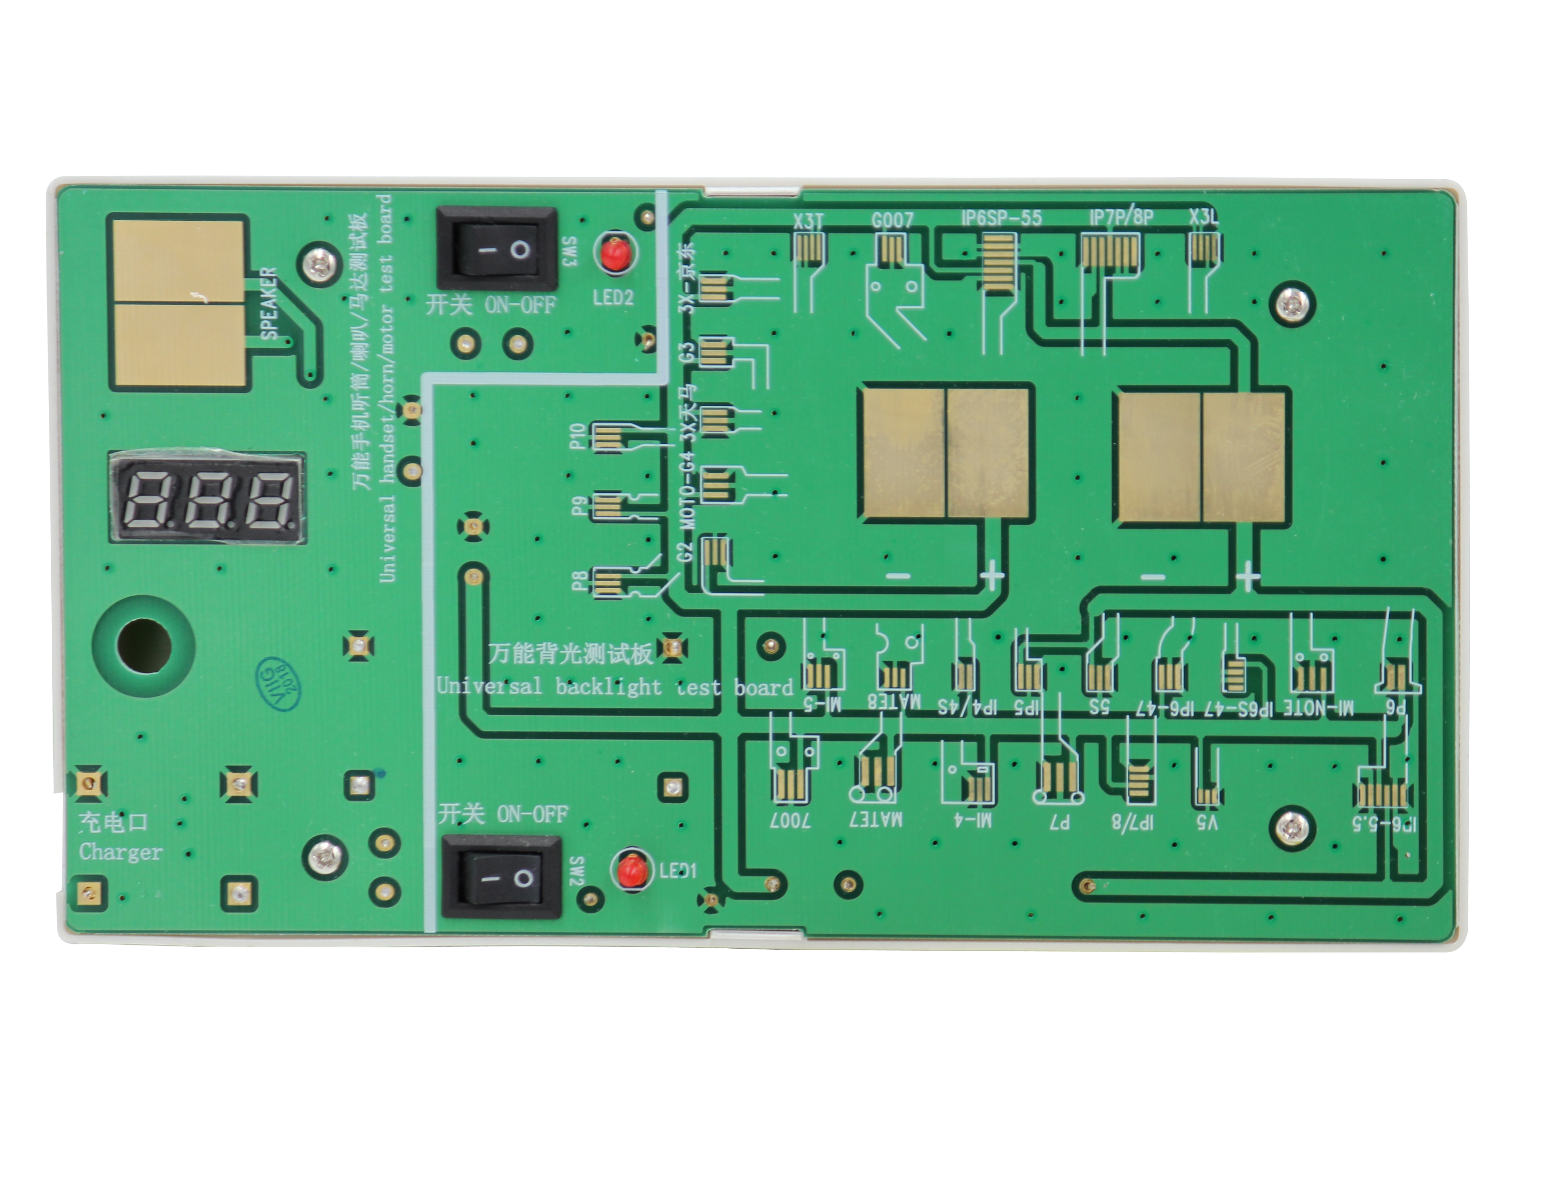 SPEAKER
万能手机听筒/喇叭/马达测试板
Universal handset/horn/motor test board
SW3
LED2
开关 ON-OFF
X3T
G007
IP6SP-55
IP7P/8P
X3L
3X-京东
G3
3X天马
MOTO-G4
G2
P10
P9
P8
万能背光测试板
Universal backlight test board
MI-5
MATE8
IP4/4S
IP5
5S
IP6-47
IP6S-47
MI-NOTE
P6
7007
MATE7
MI-4
P7
IP7/8
V5
IP6-5.5
开关 ON-OFF
SW2
LED1
充电口
Charger
2018